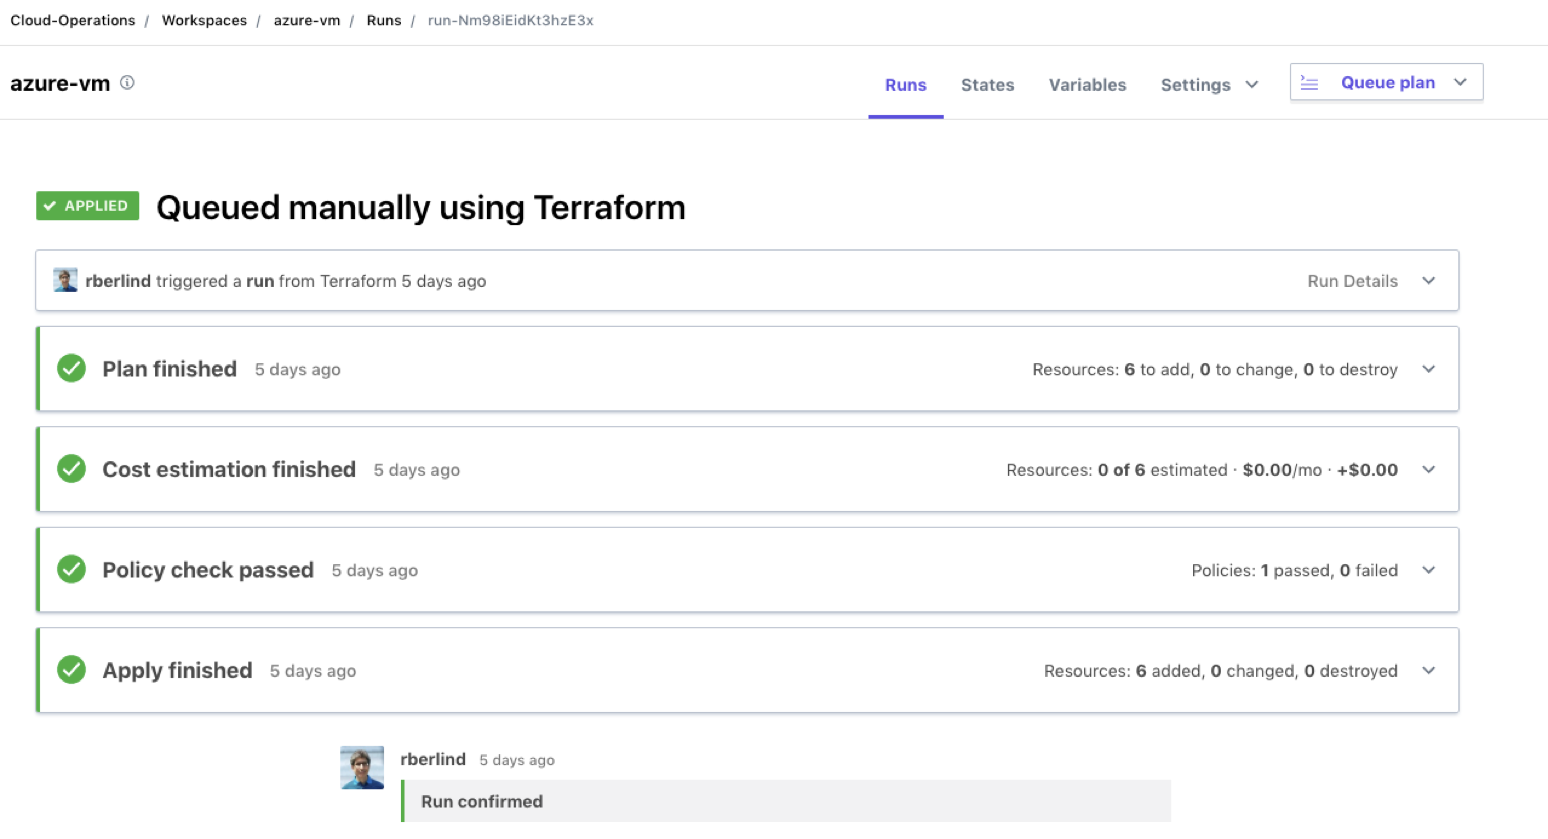 Cloud-Operations / Workspaces / azure-vm / Runs / run-Nm98iEidKt3hzE3x
azure-vm
Runs States Variables Settings Queue plan
APPLIED Queued manually using Terraform
rberlind triggered a run from Terraform 5 days ago Run Details
Plan finished 5 days ago Resources: 6 to add, 0 to change, 0 to destroy
Cost estimation finished 5 days ago Resources: 0 of 6 estimated · $0.00/mo · +$0.00
Policy check passed 5 days ago Policies: 1 passed, 0 failed
Apply finished 5 days ago Resources: 6 added, 0 changed, 0 destroyed
rberlind 5 days ago
Run confirmed